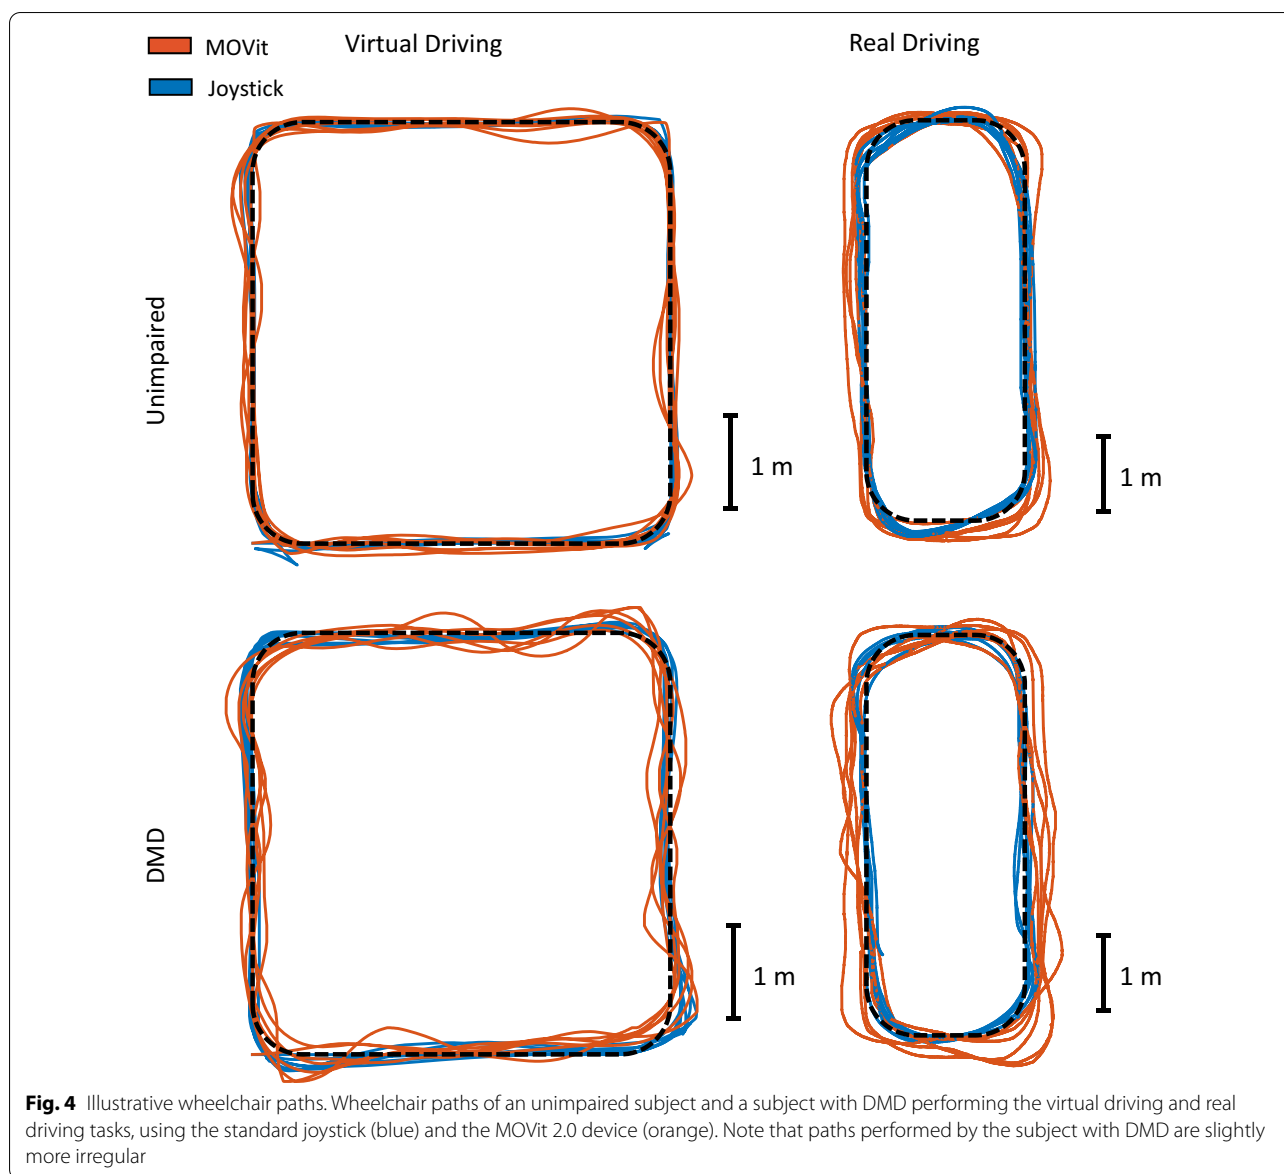 MOVit
Joystick
Virtual Driving
Real Driving
Unimpaired
1 m
1 m
DMD
1 m
1 m
Fig. 4 Illustrative wheelchair paths. Wheelchair paths of an unimpaired subject and a subject with DMD performing the virtual driving and real
driving tasks, using the standard joystick (blue) and the MOVit 2.0 device (orange). Note that paths performed by the subject with DMD are slightly
more irregular